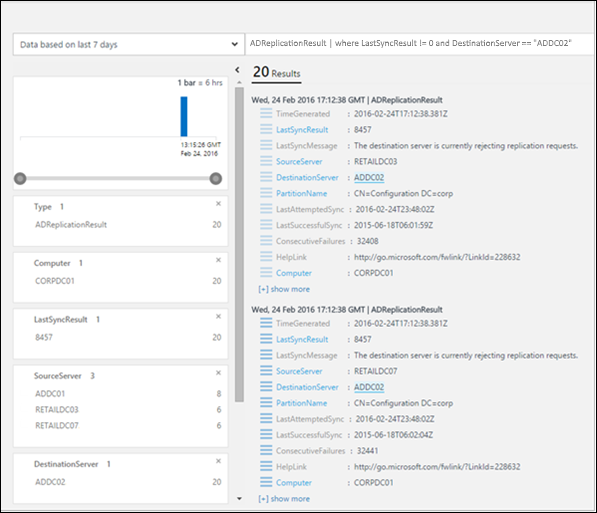 Data based on last 7 days
ADReplicationResult | where LastSyncResult != 0 and DestinationServer == "ADDC02"
1 bar = 6 hrs
13:15:26 GMT
Feb 24, 2016
Type 1
ADReplicationResult 20
Computer 1
CORPDC01 20
LastSyncResult 1
8457 20
SourceServer 3
ADDC01 8
RETAILDC03 6
RETAILDC07 6
DestinationServer 1
ADDC02 20
20 Results
Wed, 24 Feb 2016 17:12:38 GMT | ADReplicationResult
TimeGenerated : 2016-02-24T17:12:38.381Z
LastSyncResult : 8457
LastSyncMessage : The destination server is currently rejecting replication requests.
SourceServer : RETAILDC03
DestinationServer : ADDC02
PartitionName : CN=Configuration DC=corp
LastAttemptedSync : 2016-02-24T23:48:02Z
LastSuccessfulSync : 2015-06-18T06:01:59Z
ConsecutiveFailures : 32408
HelpLink : http://go.microsoft.com/fwlink/?LinkId=228632
Computer : CORPDC01
[+] show more
Wed, 24 Feb 2016 17:12:38 GMT | ADReplicationResult
TimeGenerated : 2016-02-24T17:12:38.381Z
LastSyncResult : 8457
LastSyncMessage : The destination server is currently rejecting replication requests.
SourceServer : RETAILDC07
DestinationServer : ADDC02
PartitionName : CN=Configuration DC=corp
LastAttemptedSync : 2016-02-24T23:48:02Z
LastSuccessfulSync : 2015-06-18T06:02:04Z
ConsecutiveFailures : 32441
HelpLink : http://go.microsoft.com/fwlink/?LinkId=228632
Computer : CORPDC01
[+] show more